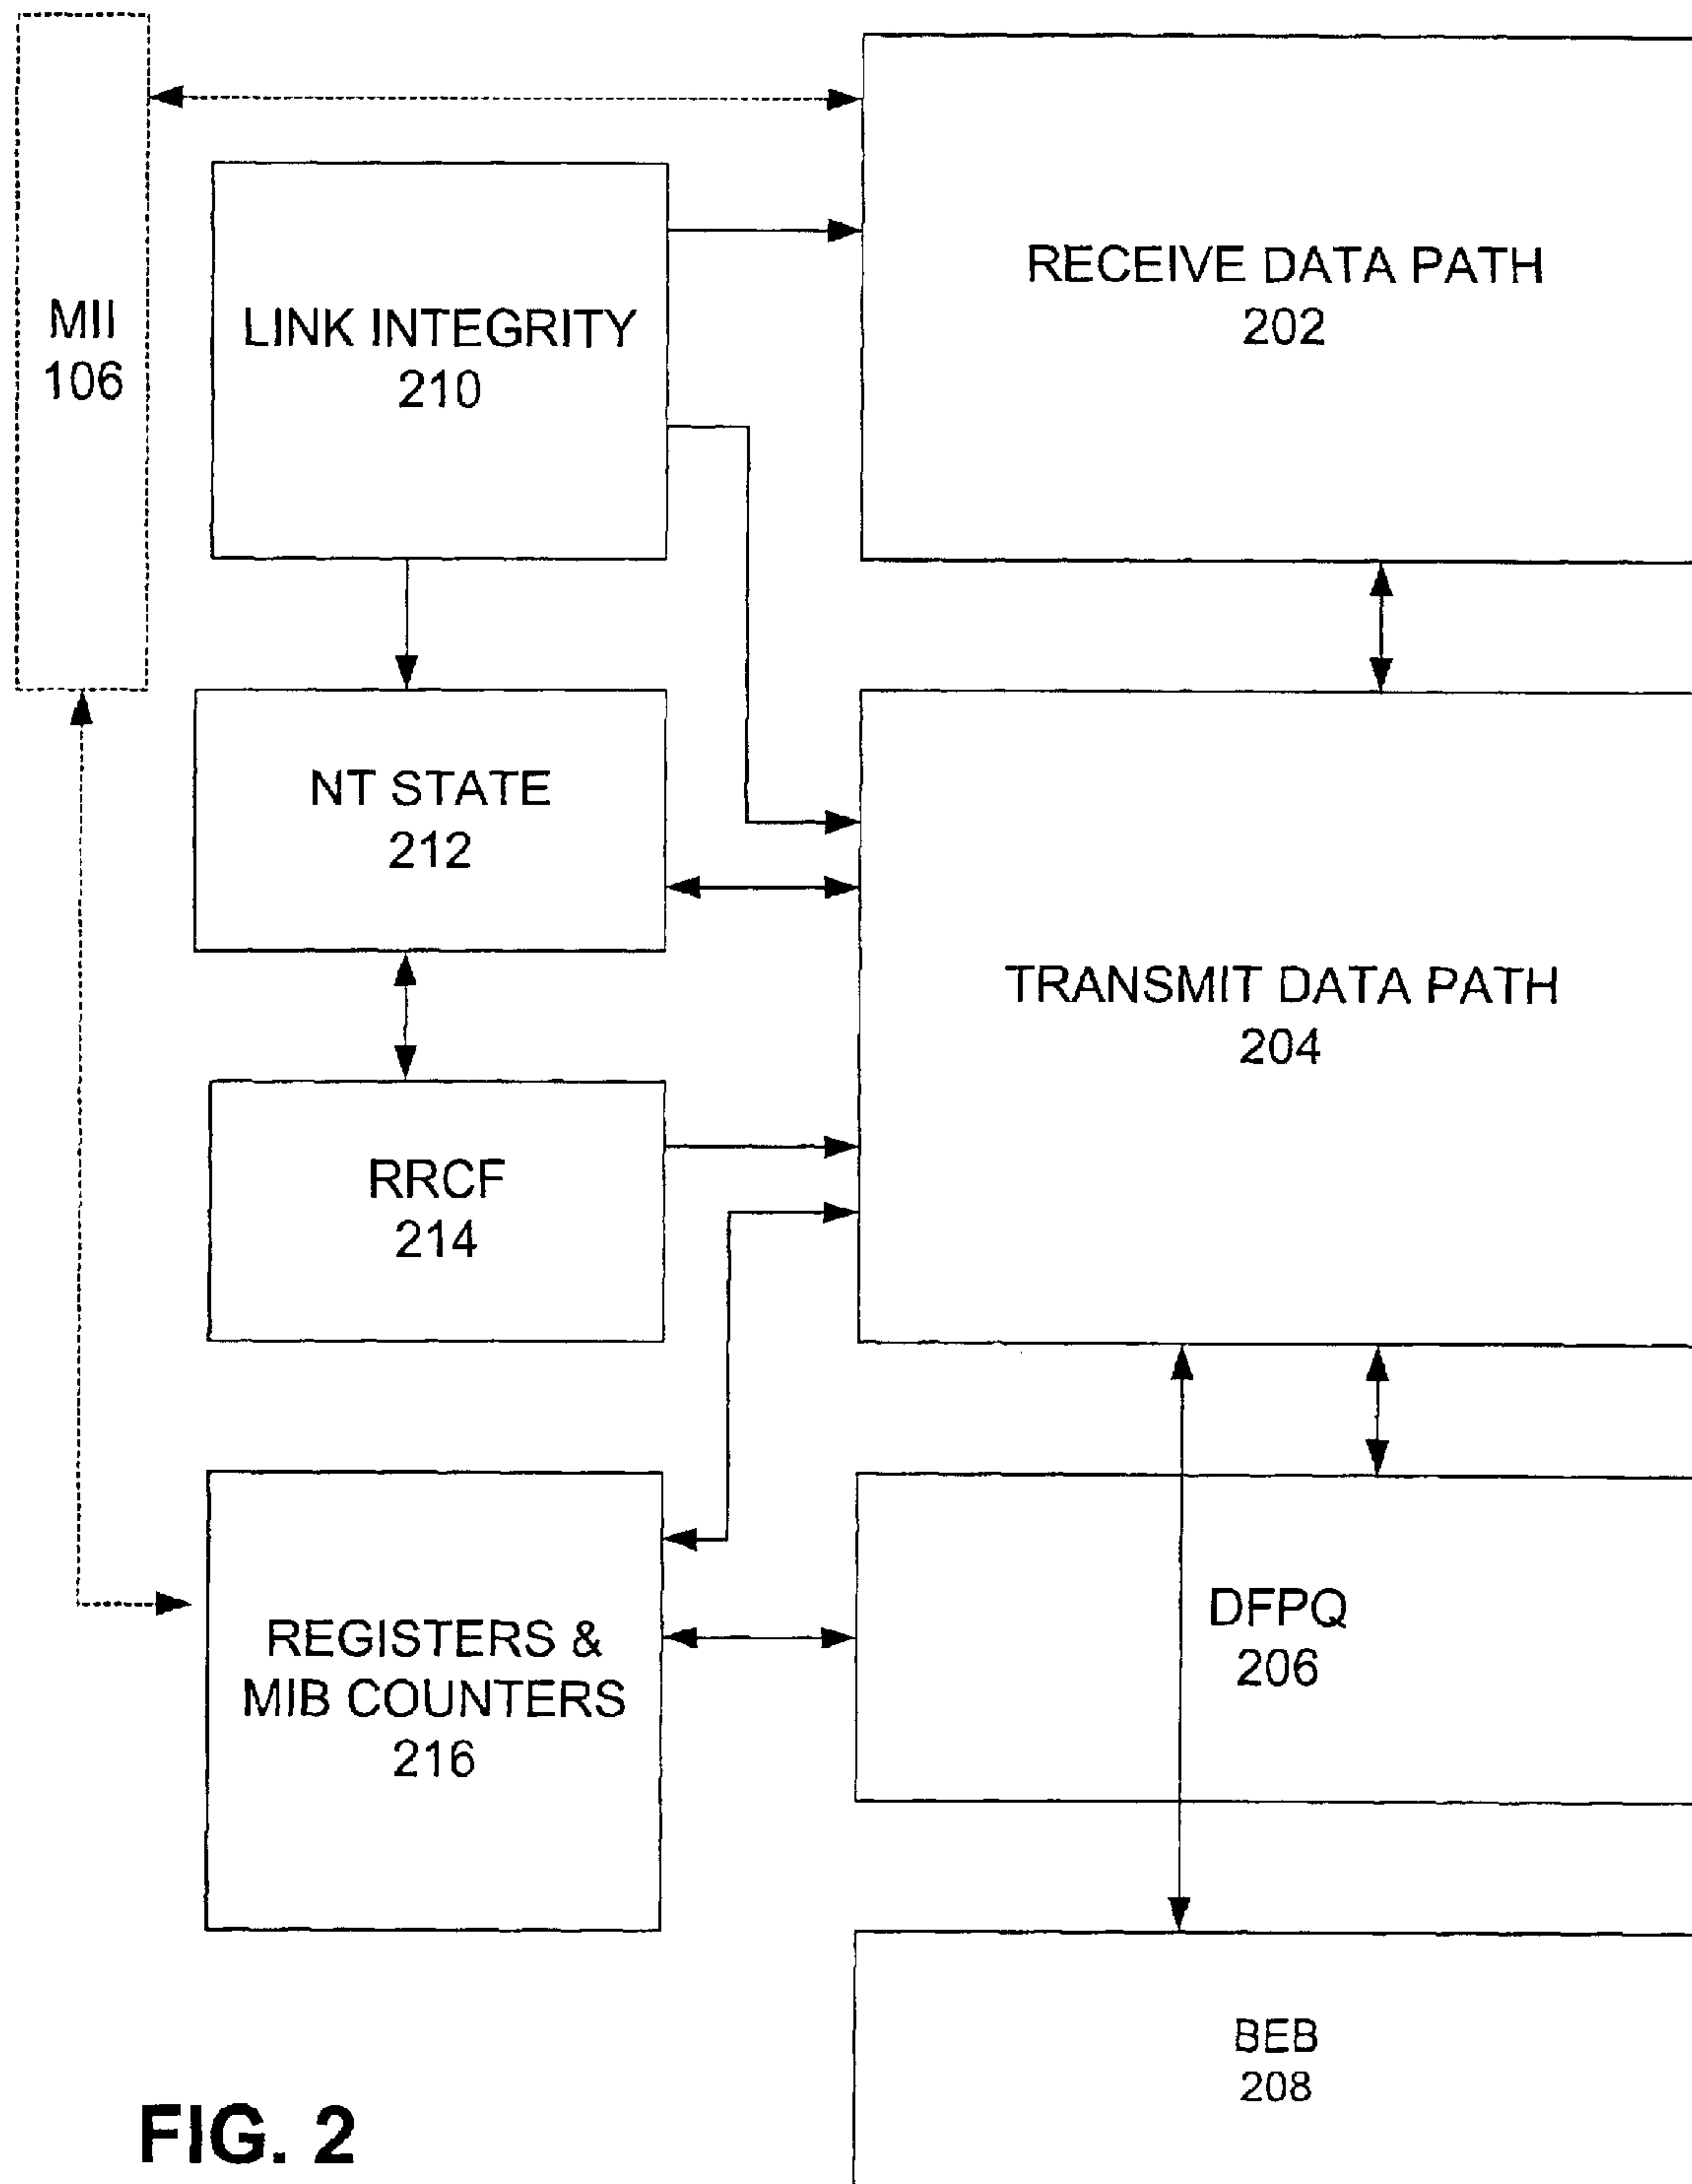 MII
106
LINK INTEGRITY
210
RECEIVE DATA PATH
202
NT STATE
212
TRANSMIT DATA PATH
204
RRCF
214
REGISTERS &
MIB COUNTERS
216
DFPQ
206
BEB
208
FIG. 2